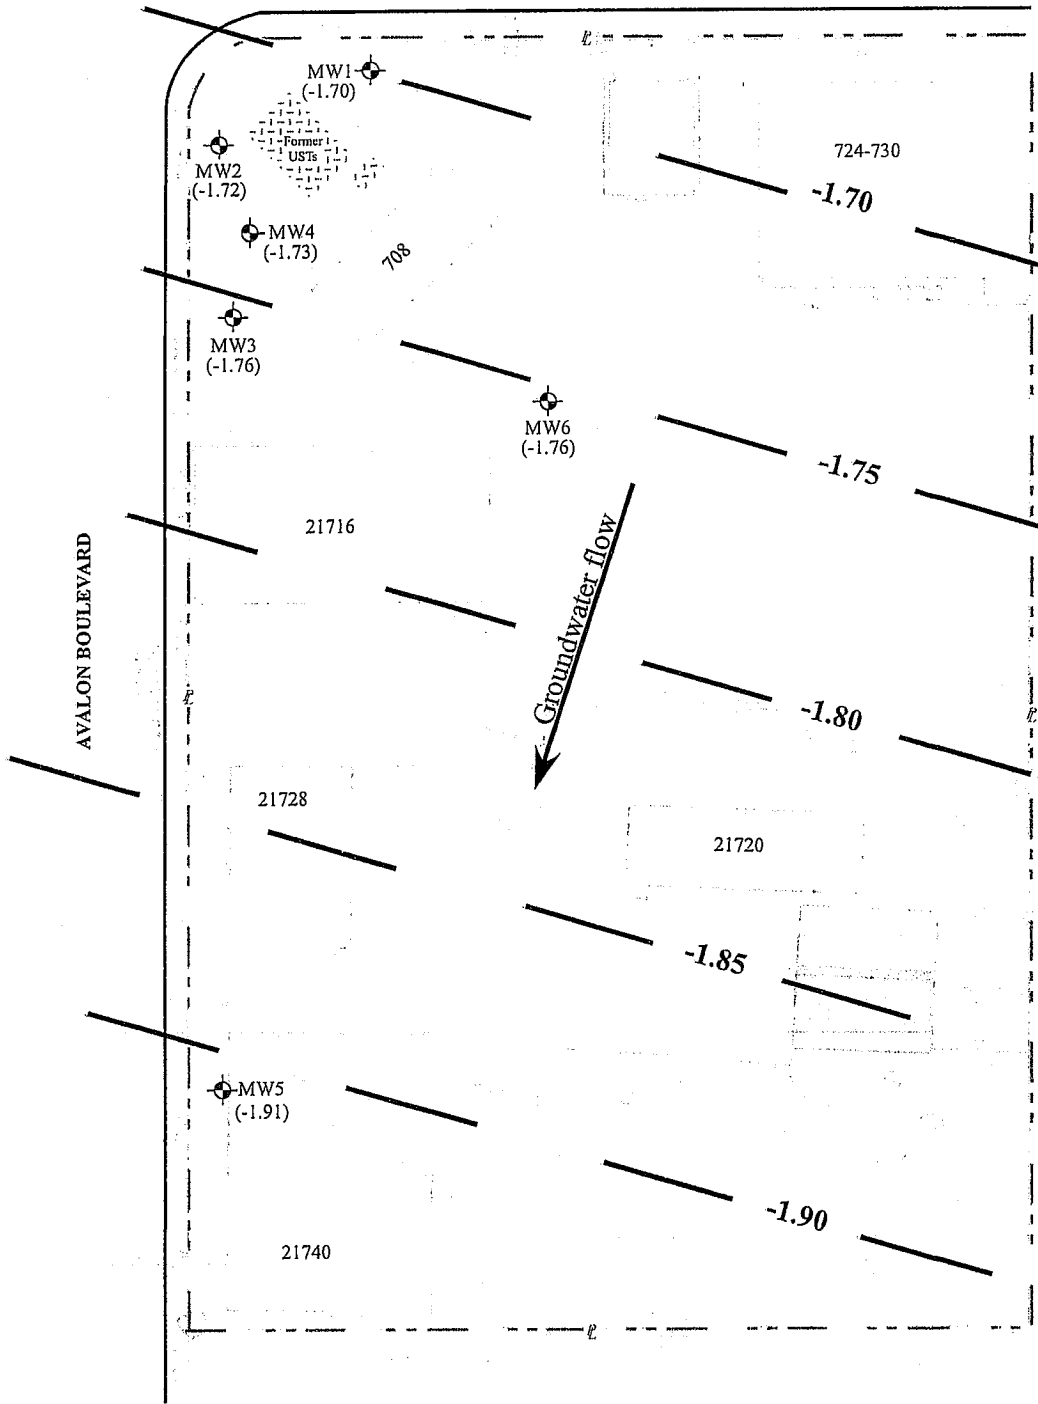 ℄
MW1
(-1.70)
Former
USTs
724-730
MW2
(-1.72)
-1.70
MW4
(-1.73)
708
MW3
(-1.76)
MW6
(-1.76)
-1.75
21716
Groundwater flow
AVALON BOULEVARD
℄
℄
-1.80
21728
21720
-1.85
MW5
(-1.91)
-1.90
21740
℄